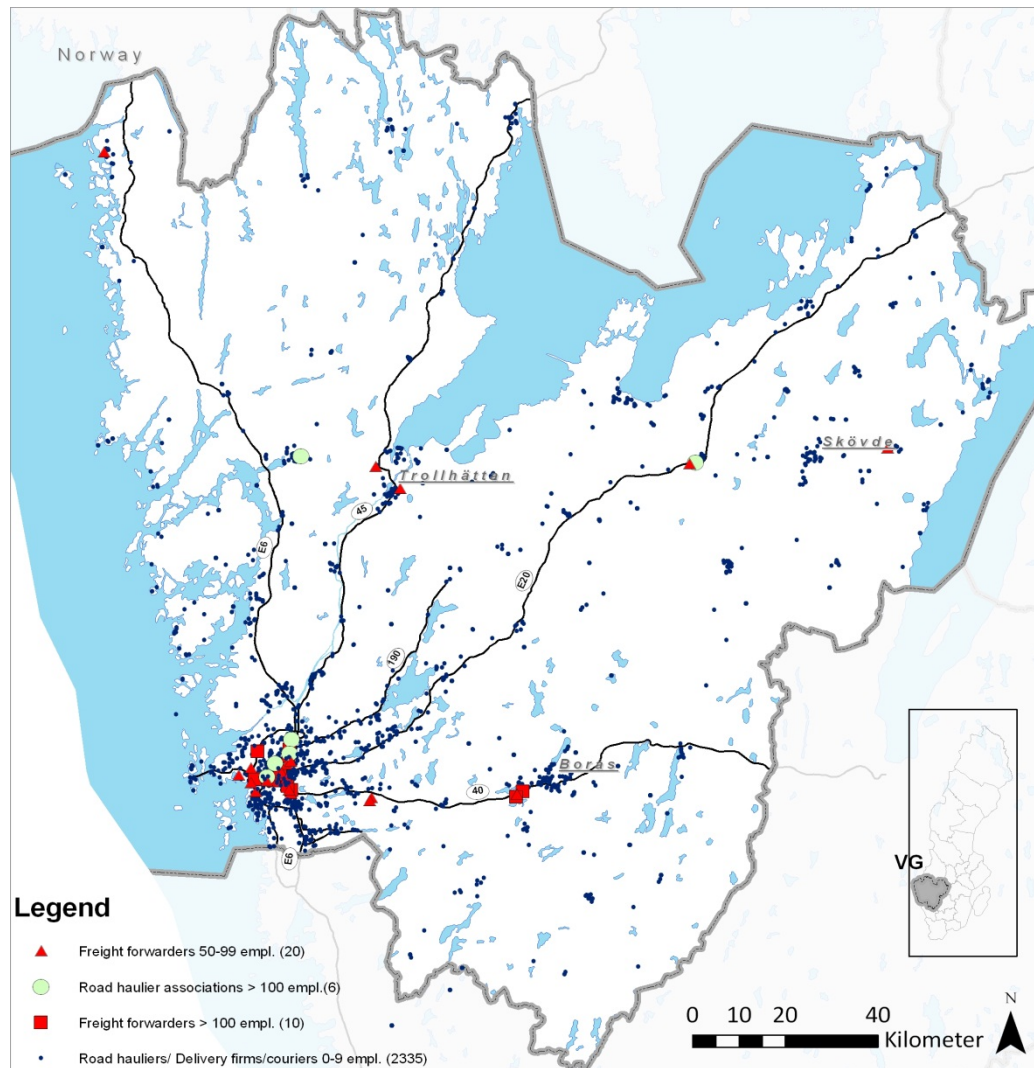 Norway
Skövde
Trollhätten
45
E6
E20
190
Borås
40
E6
VG
Legend
Freight forwarders 50-99 empl. (20)
Road haulier associations > 100 empl.(6)
Freight forwarders > 100 empl. (10)
Road hauliers/ Delivery firms/couriers 0-9 empl. (2335)
N
0 10 20 40
Kilometer